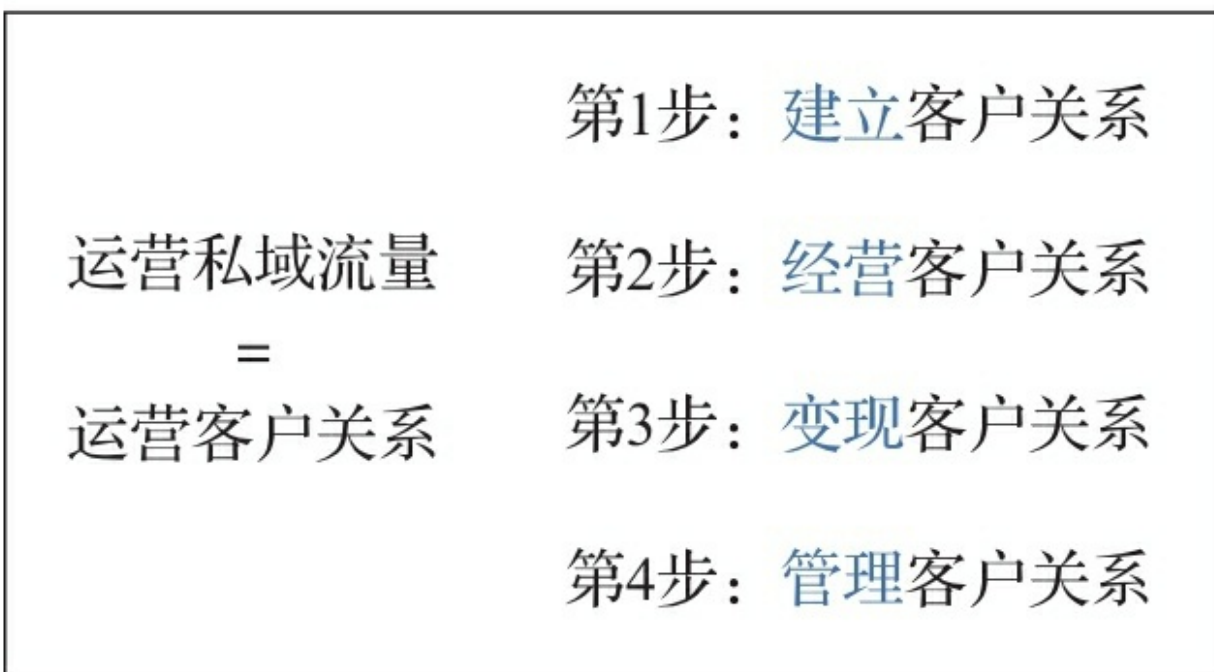 运营私域流量
=
运营客户关系
第1步：建立客户关系
第2步：经营客户关系
第3步：变现客户关系
第4步：管理客户关系